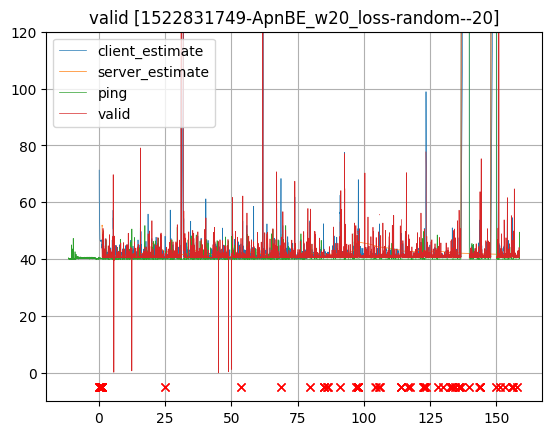 valid [1522831749-ApnBE_w20_loss-random--20]
client_estimate
server_estimate
ping
valid
120
100
80
60
40
20
0
0 25 50 75 100 125 150